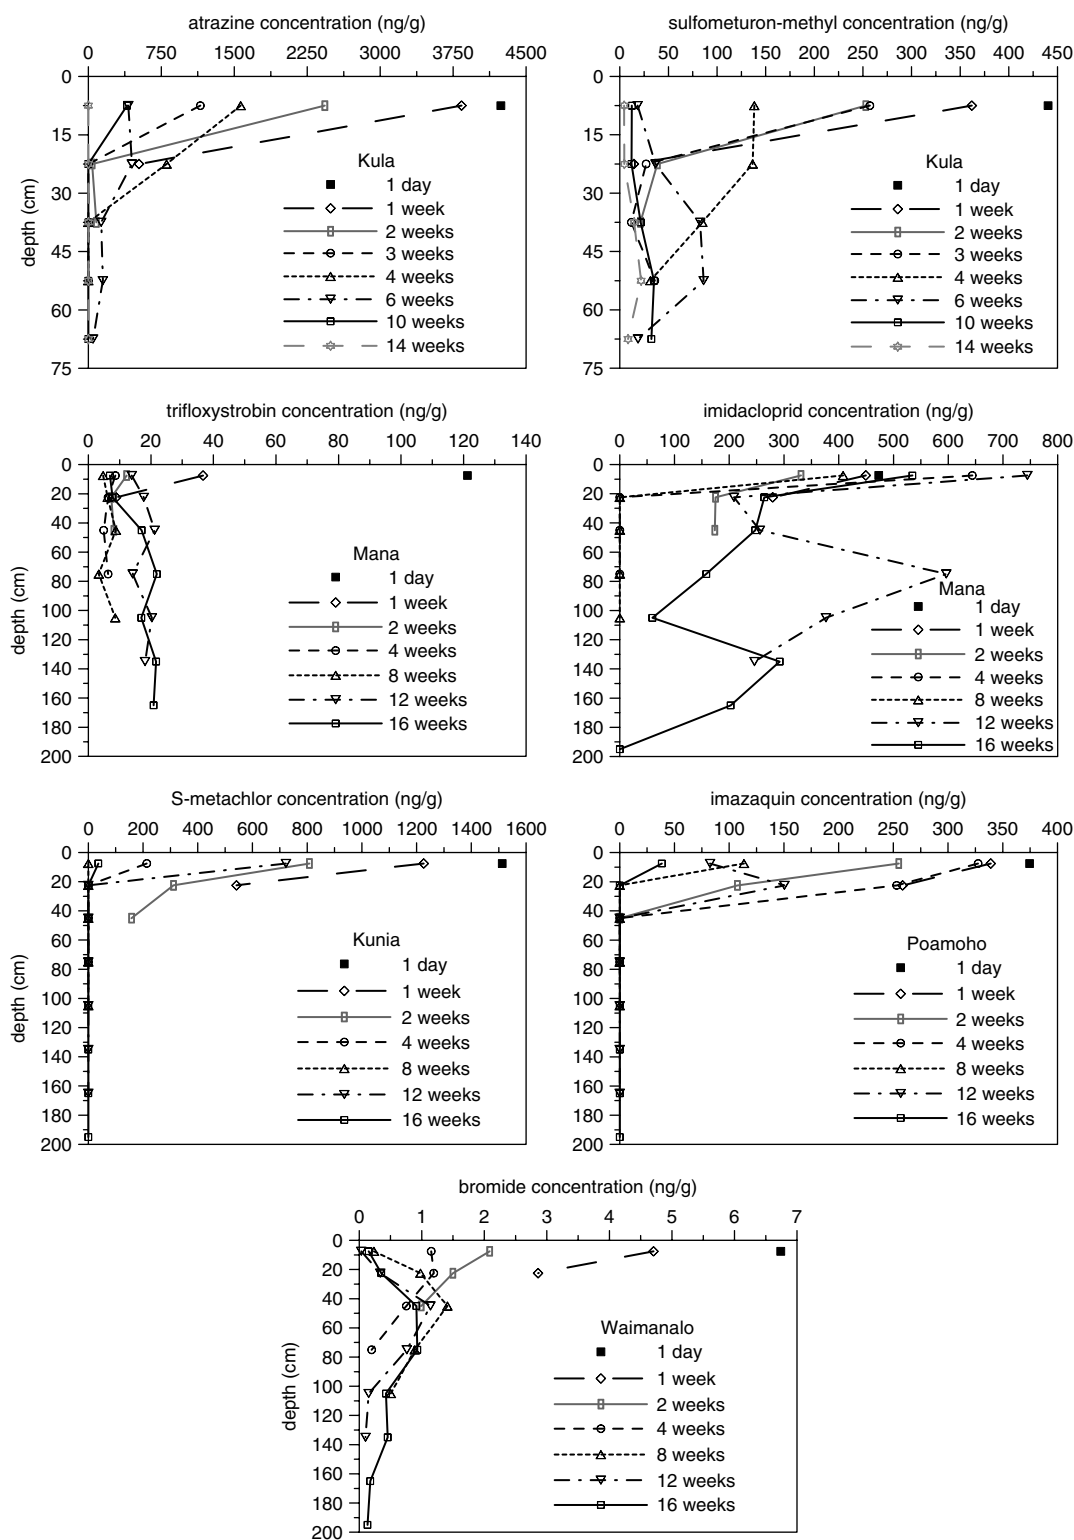 atrazine concentration (ng/g)
0 750 1500 2250 3000 3750 4500
0
15
30
45
60
75
depth (cm)
Kula
1 day
1 week
2 weeks
3 weeks
4 weeks
6 weeks
10 weeks
14 weeks
sulfometuron-methyl concentration (ng/g)
0 50 100 150 200 250 300 350 400 450
0
15
30
45
60
75
Kula
1 day
1 week
2 weeks
3 weeks
4 weeks
6 weeks
10 weeks
14 weeks
trifloxystrobin concentration (ng/g)
0 20 40 60 80 100 120 140
0
20
40
60
80
100
120
140
160
180
200
depth (cm)
Mana
1 day
1 week
2 weeks
4 weeks
8 weeks
12 weeks
16 weeks
imidacloprid concentration (ng/g)
0 100 200 300 400 500 600 700 800
0
20
40
60
80
100
120
140
160
180
200
Mana
1 day
1 week
2 weeks
4 weeks
8 weeks
12 weeks
16 weeks
S-metachlor concentration (ng/g)
0 200 400 600 800 1000 1200 1400 1600
0
20
40
60
80
100
120
140
160
180
200
depth (cm)
Kunia
1 day
1 week
2 weeks
4 weeks
8 weeks
12 weeks
16 weeks
imazaquin concentration (ng/g)
0 50 100 150 200 250 300 350 400
0
20
40
60
80
100
120
140
160
180
200
Poamoho
1 day
1 week
2 weeks
4 weeks
8 weeks
12 weeks
16 weeks
bromide concentration (ng/g)
0 1 2 3 4 5 6 7
0
20
40
60
80
100
120
140
160
180
200
depth (cm)
Waimanalo
1 day
1 week
2 weeks
4 weeks
8 weeks
12 weeks
16 weeks